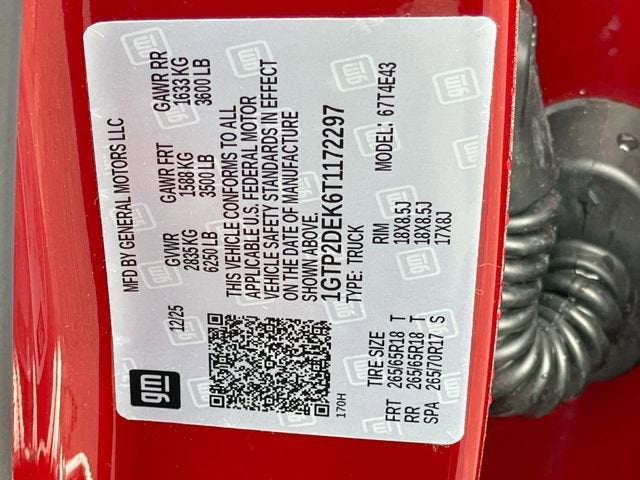 gm
MFD BY GENERAL MOTORS LLC
12/25
GVWR
2835 KG
6250 LB
GAWR FRT
1588 KG
3500 LB
GAWR RR
1633 KG
3600 LB
THIS VEHICLE CONFORMS TO ALL
APPLICABLE U.S. FEDERAL MOTOR
VEHICLE SAFETY STANDARDS IN EFFECT
ON THE DATE OF MANUFACTURE
SHOWN ABOVE.
1GTP2DEK6T1172297
TYPE: TRUCK
MODEL: 67T4E43
170H
TIRE SIZE RIM
FRT 265/65R18 T 18X8.5J
RR 265/65R18 T 18X8.5J
SPA 265/70R17 S 17X8J